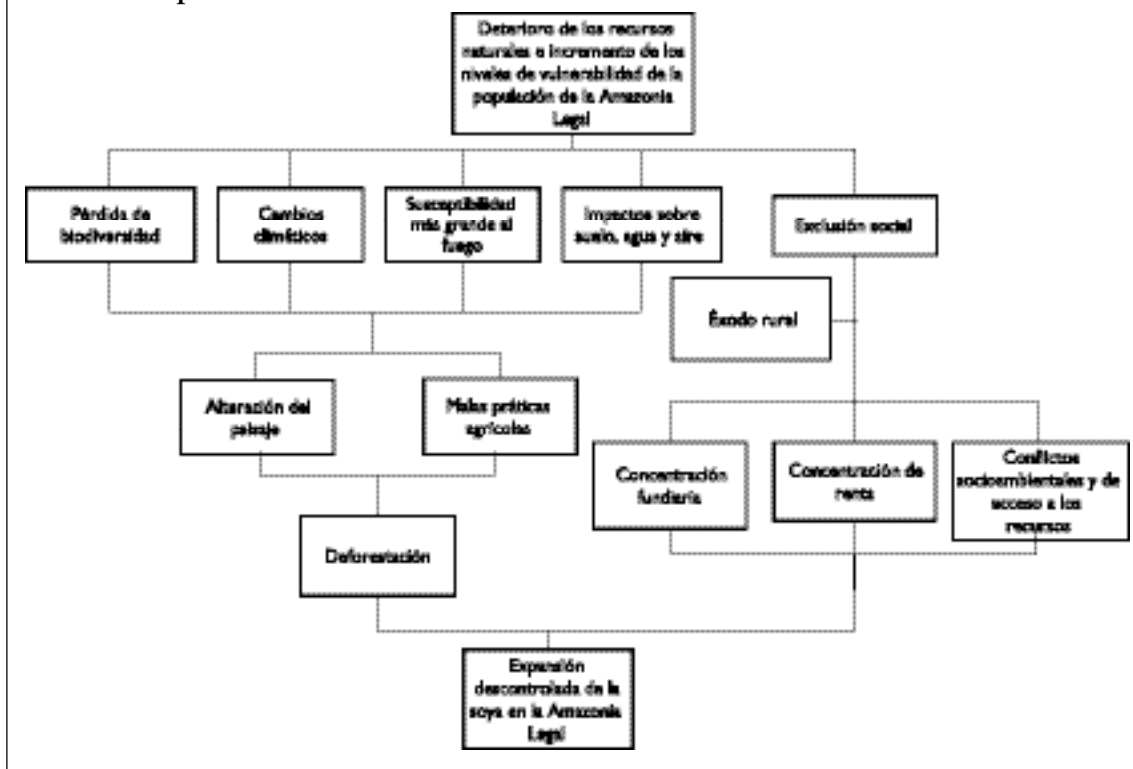 Deterioro de los recursos
naturales e incremento de los
niveles de vulnerabilidad de la
populación de la Amazonia
Legal
Pérdida de
biodiversidad
Cambios
climáticos
Susceptibilidad
más grande al
fuego
Impactos sobre
suelo, agua y aire
Exclusión social
Éxodo rural
Alteración del
paisaje
Malas práticas
agrícolas
Concentración
fundiaria
Concentración de
renta
Conflictos
socioambientales y de
acceso a los
recursos
Deforestación
Expansión
descontrolada de la
soya en la Amazonia
Legal